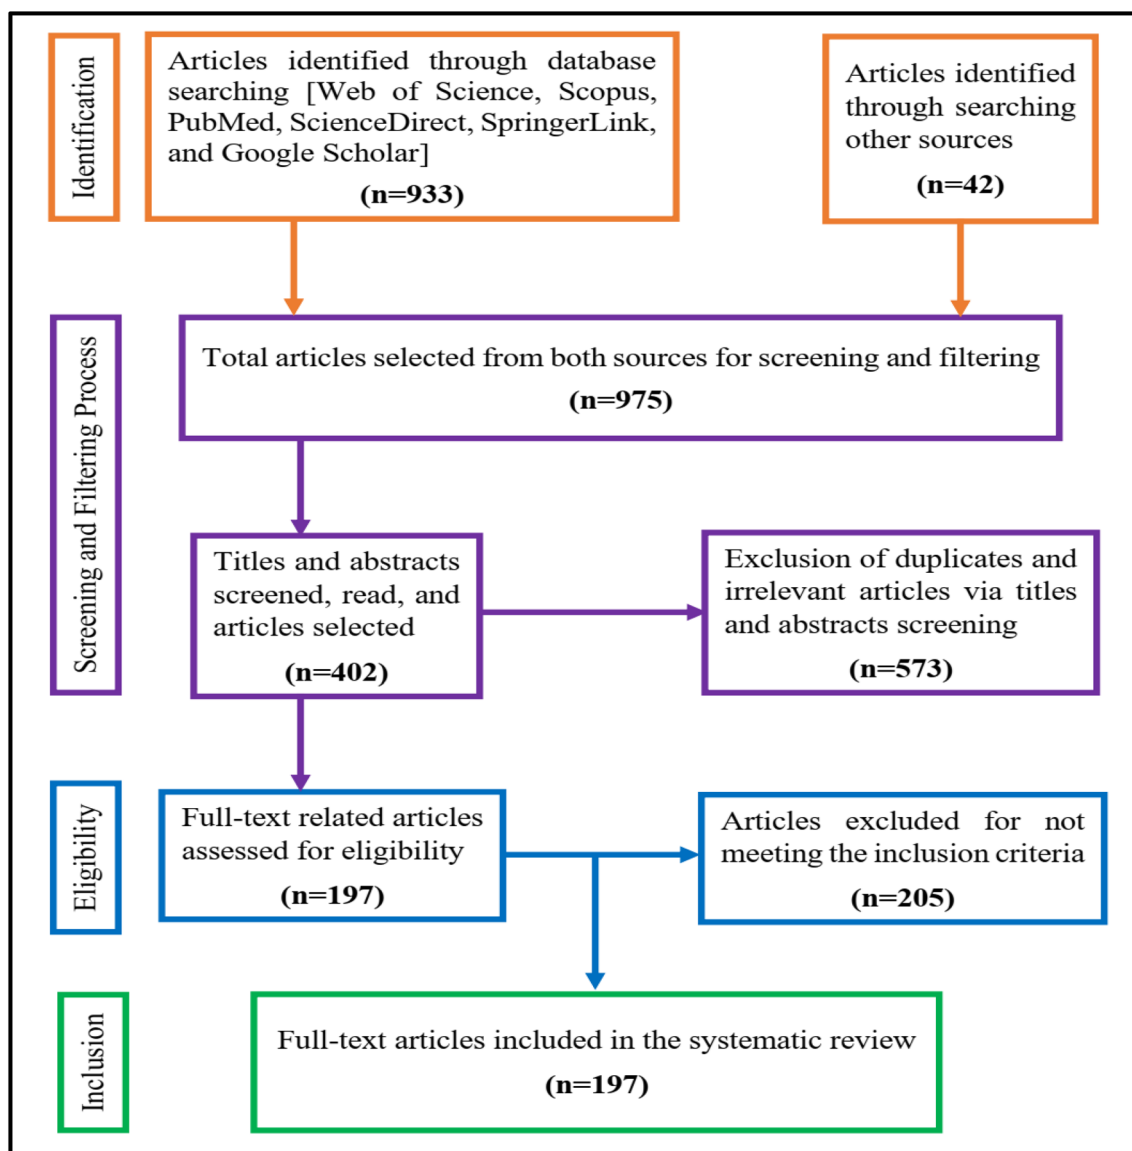 Identification
Articles identified through database
searching [Web of Science, Scopus,
PubMed, ScienceDirect, SpringerLink,
and Google Scholar]
(n=933)
Articles identified
through searching
other sources
(n=42)
Screening and Filtering Process
Total articles selected from both sources for screening and filtering
(n=975)
Titles and abstracts
screened, read, and
articles selected
(n=402)
Exclusion of duplicates and
irrelevant articles via titles
and abstracts screening
(n=573)
Eligibility
Full-text related articles
assessed for eligibility
(n=197)
Articles excluded for not
meeting the inclusion criteria
(n=205)
Inclusion
Full-text articles included in the systematic review
(n=197)